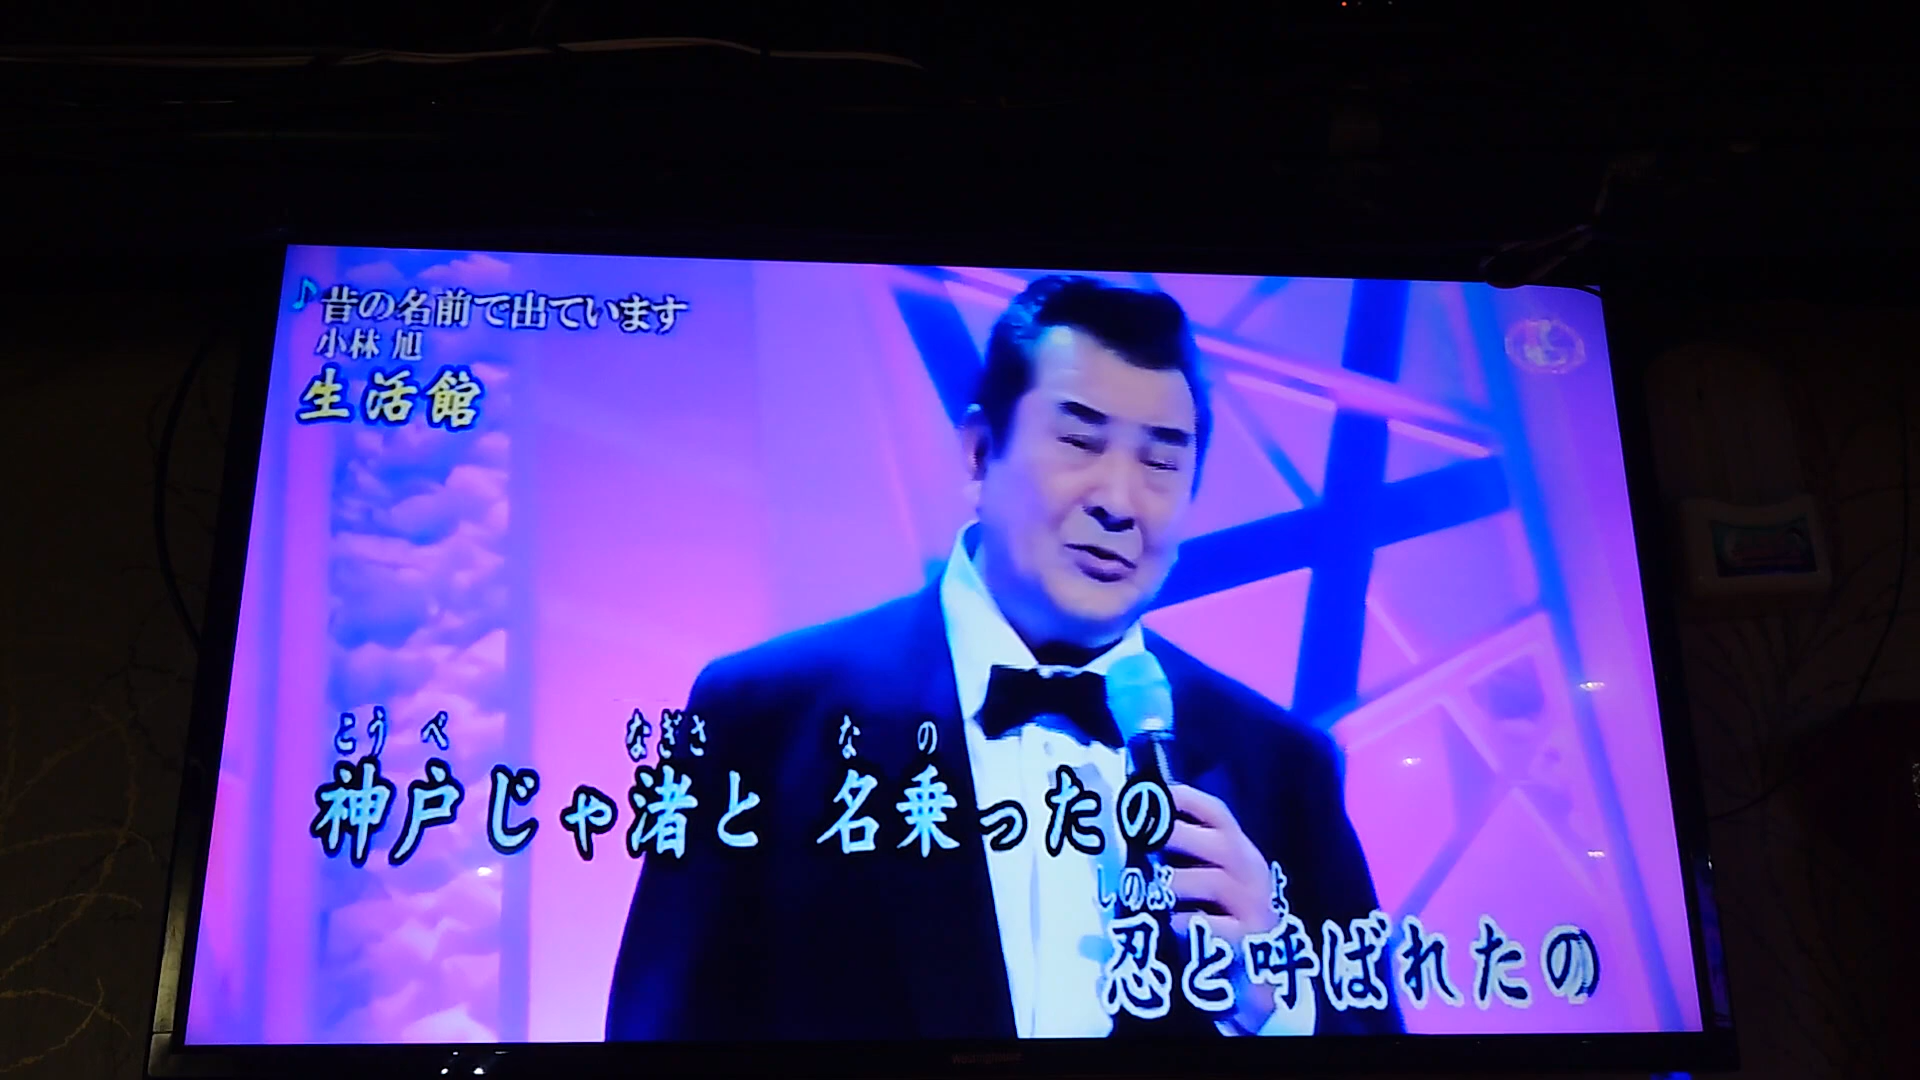 ♪昔の名前で出ています
小林 旭
生活館
こうべ なぎさ な の
神戸じゃ渚と 名乗ったの
しのぶ よ
忍と呼ばれたの
Westinghouse